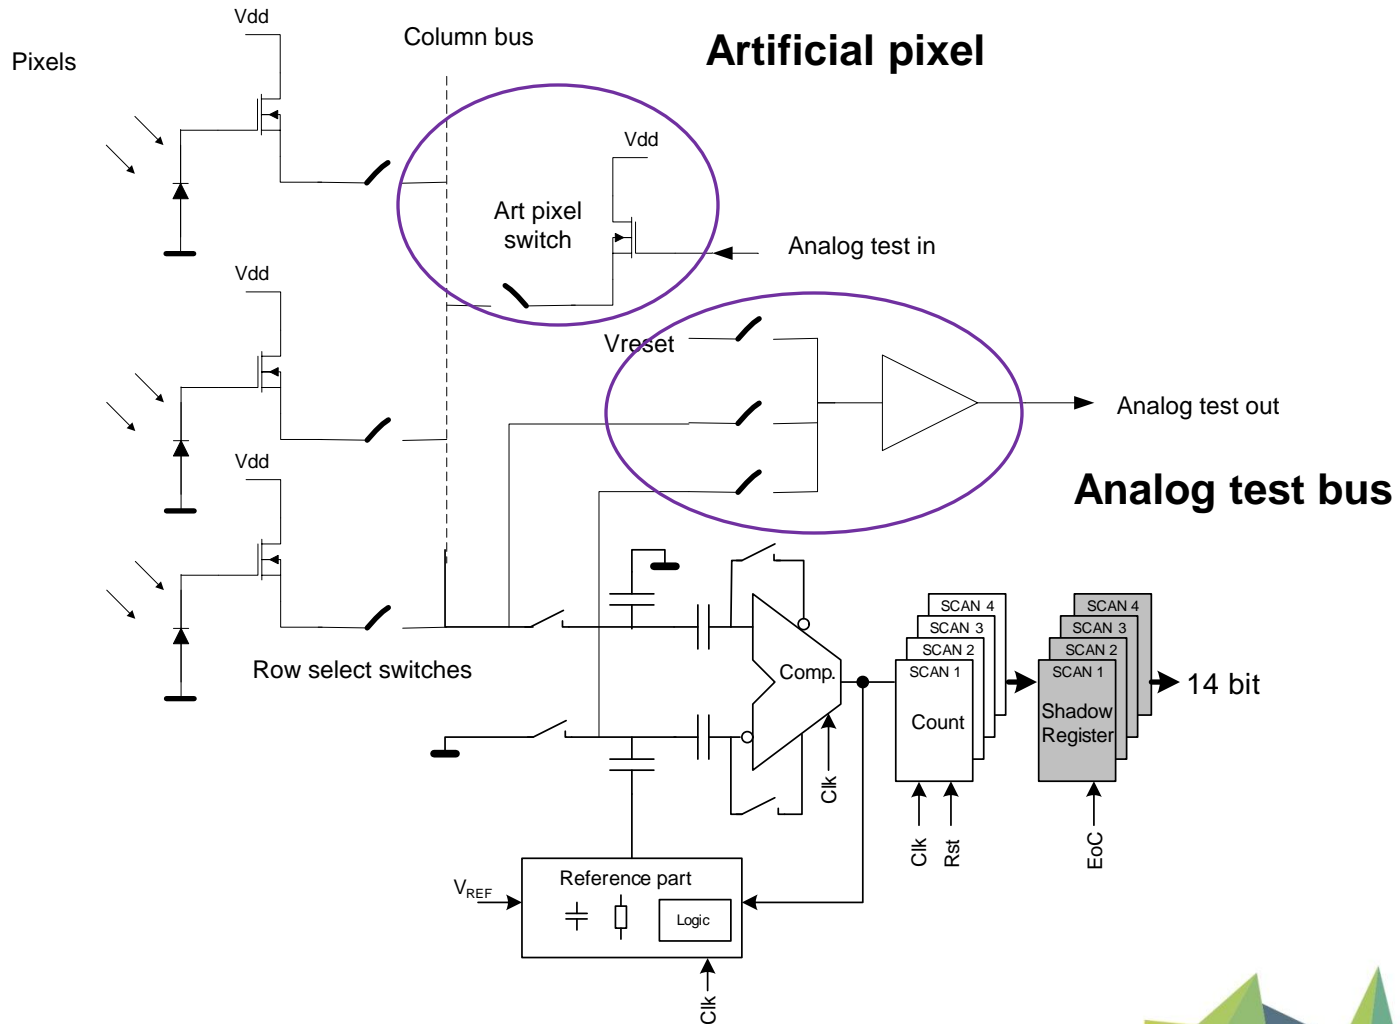 Vdd
Column bus
Artificial pixel
Pixels
Vdd
Art pixel
switch
Analog test in
Vdd
Vreset
Analog test out
Vdd
Analog test bus
Row select switches
Comp.
Clk
SCAN 4
SCAN 3
SCAN 2
SCAN 1
Count
Clk
Rst
SCAN 4
SCAN 3
SCAN 2
SCAN 1
Shadow
Register
EoC
14 bit
VREF
Reference part
Logic
Clk